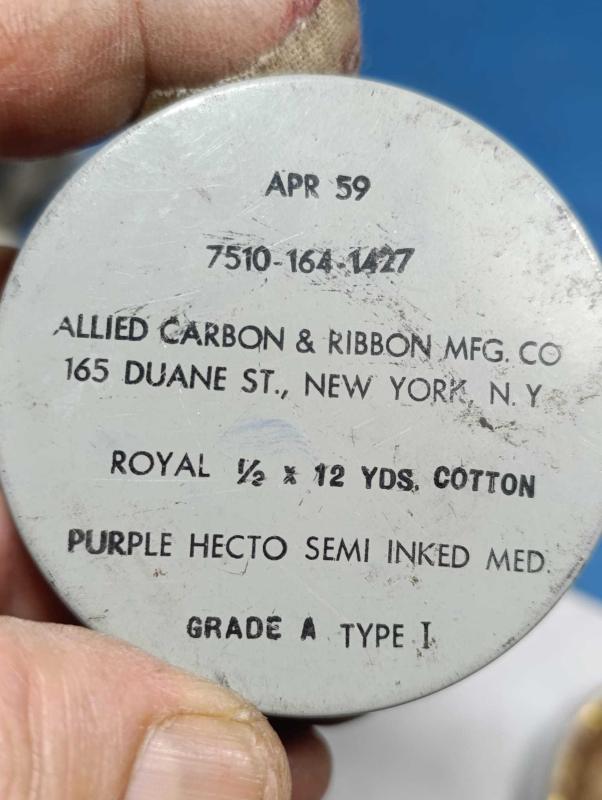 APR 59
7510-164-1427
ALLIED CARBON & RIBBON MFG. CO
165 DUANE ST., NEW YORK, N. Y
ROYAL ½ x 12 YDS. COTTON
PURPLE HECTO SEMI INKED MED.
GRADE A TYPE I